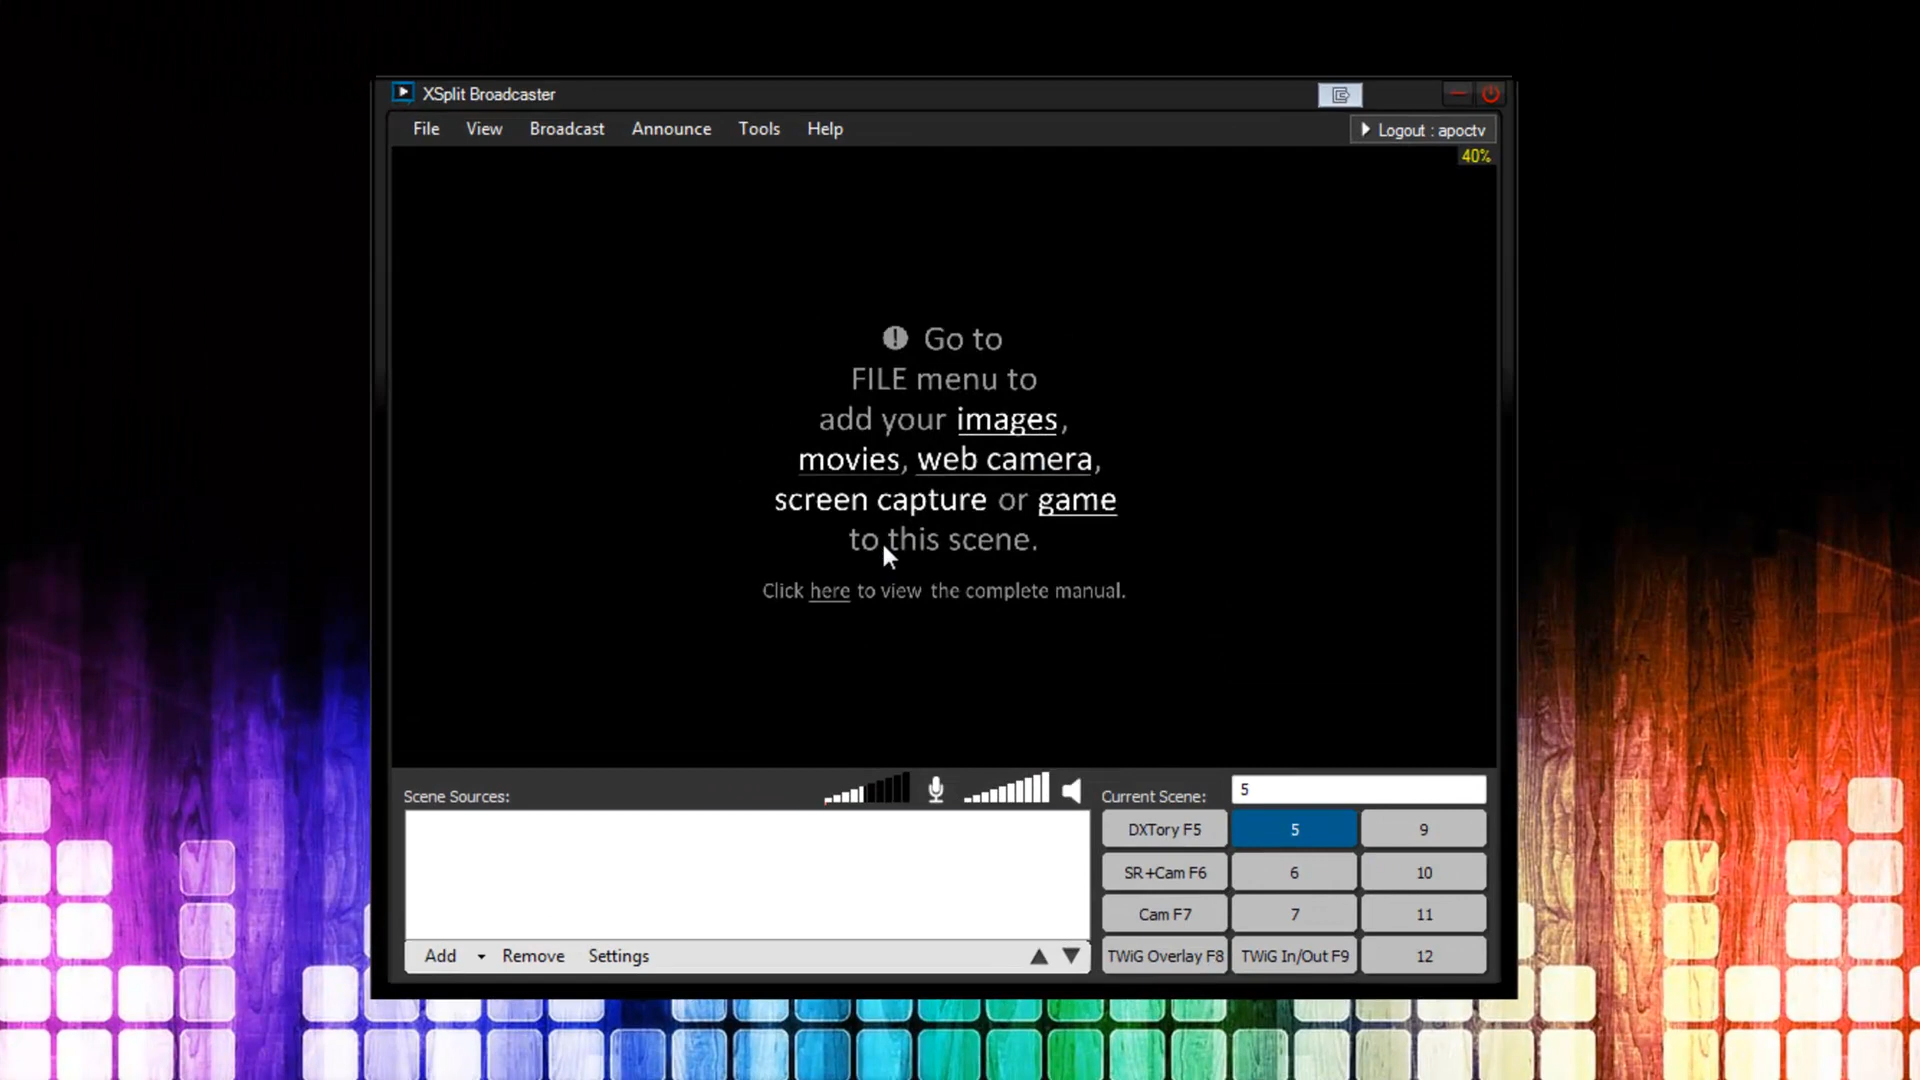 XSplit Broadcaster
File View Broadcast Announce Tools Help
Logout : apoctv
40%
Go to
FILE menu to
add your images,
movies, web camera,
screen capture or game
to this scene.
Click here to view the complete manual.
Scene Sources:
Current Scene: 5
DXTory F5 5 9
SR+Cam F6 6 10
Cam F7 7 11
TWiG Overlay F8 TWiG In/Out F9 12
Add Remove Settings